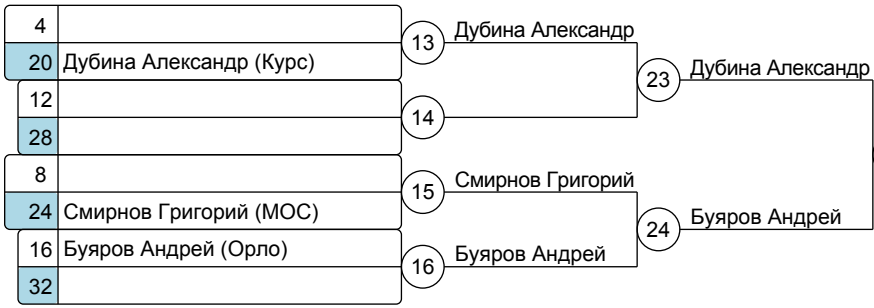 4
13 Дубина Александр
20 Дубина Александр (Курс)
23 Дубина Александр
12
14
28
8
15 Смирнов Григорий
24 Смирнов Григорий (МОС)
24 Буяров Андрей
16 Буяров Андрей (Орло)
16 Буяров Андрей
32